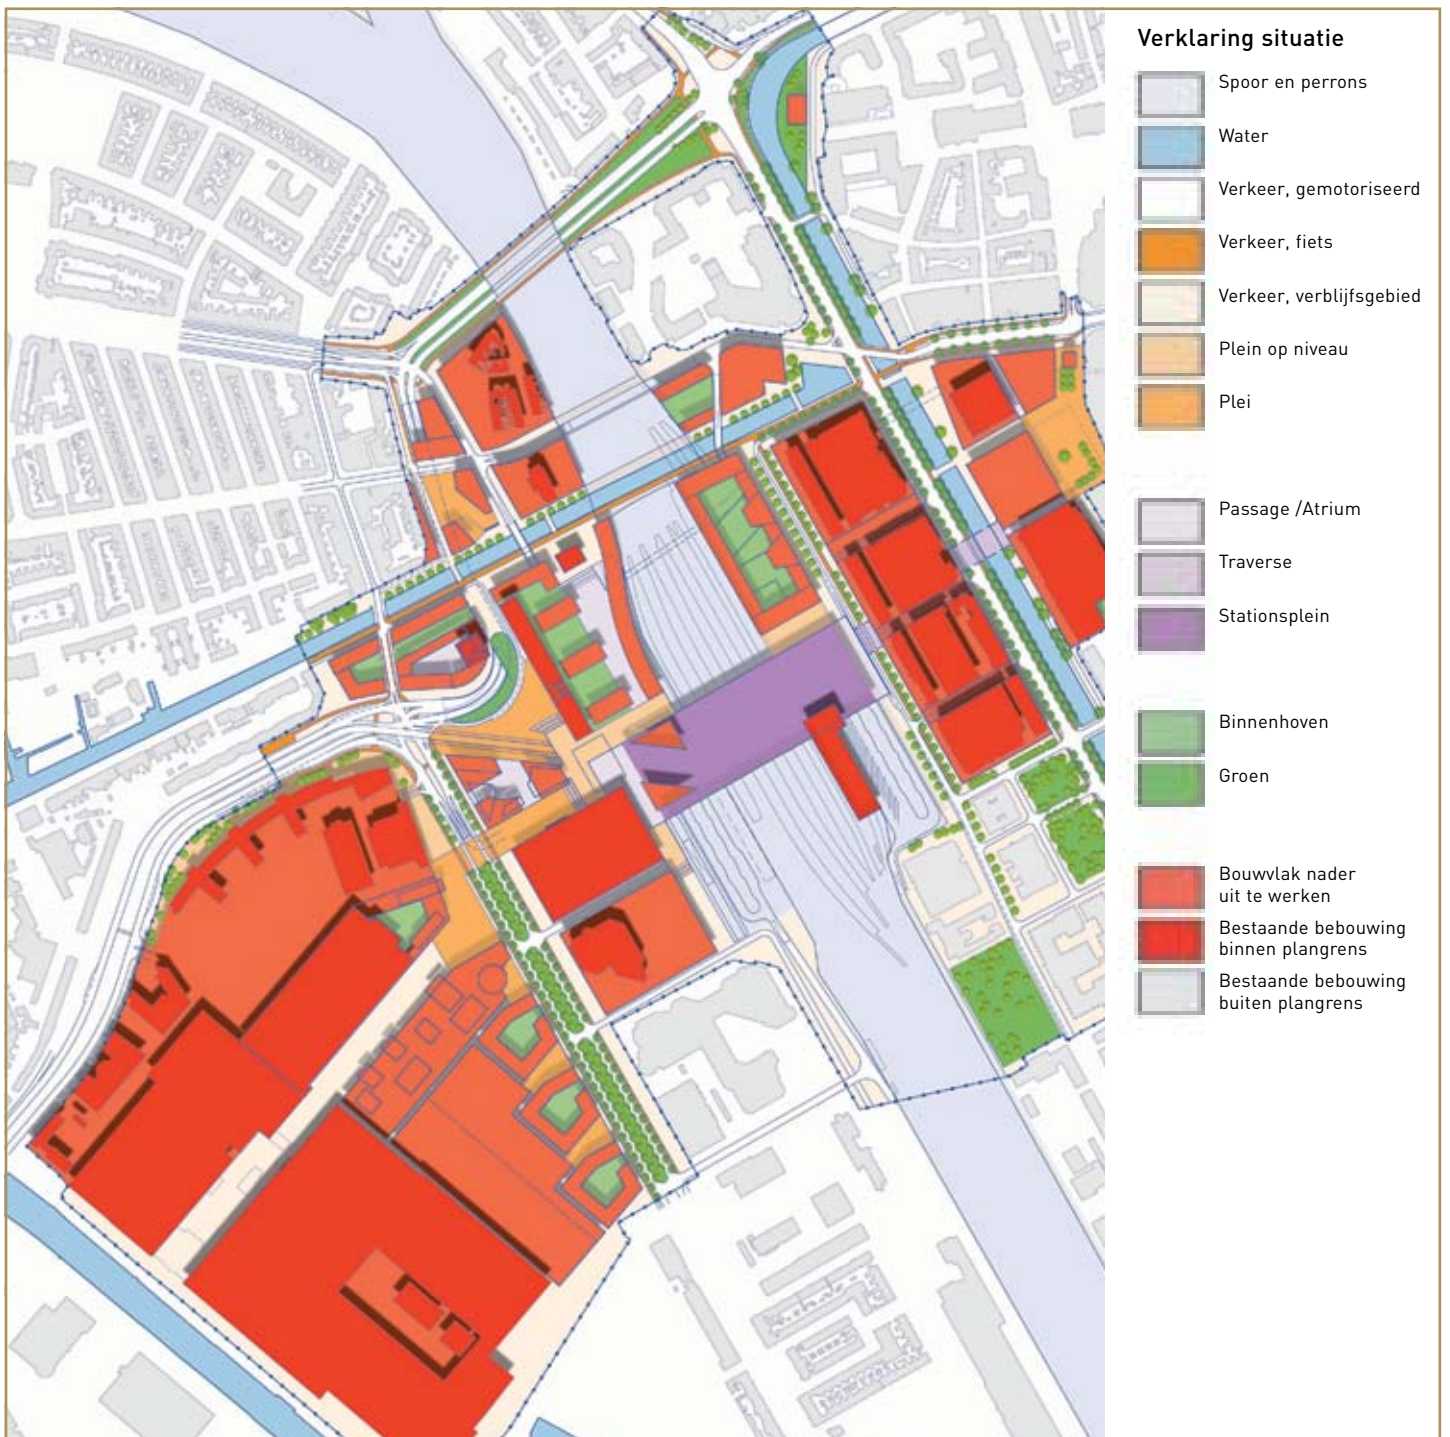 Verklaring situatie
Spoor en perrons
Water
Verkeer, gemotoriseerd
Verkeer, fiets
Verkeer, verblijfsgebied
Plein op niveau
Plei
Passage /Atrium
Traverse
Stationsplein
Binnenhoven
Groen
Bouwvlak nader
uit te werken
Bestaande bebouwing
binnen plangrens
Bestaande bebouwing
buiten plangrens